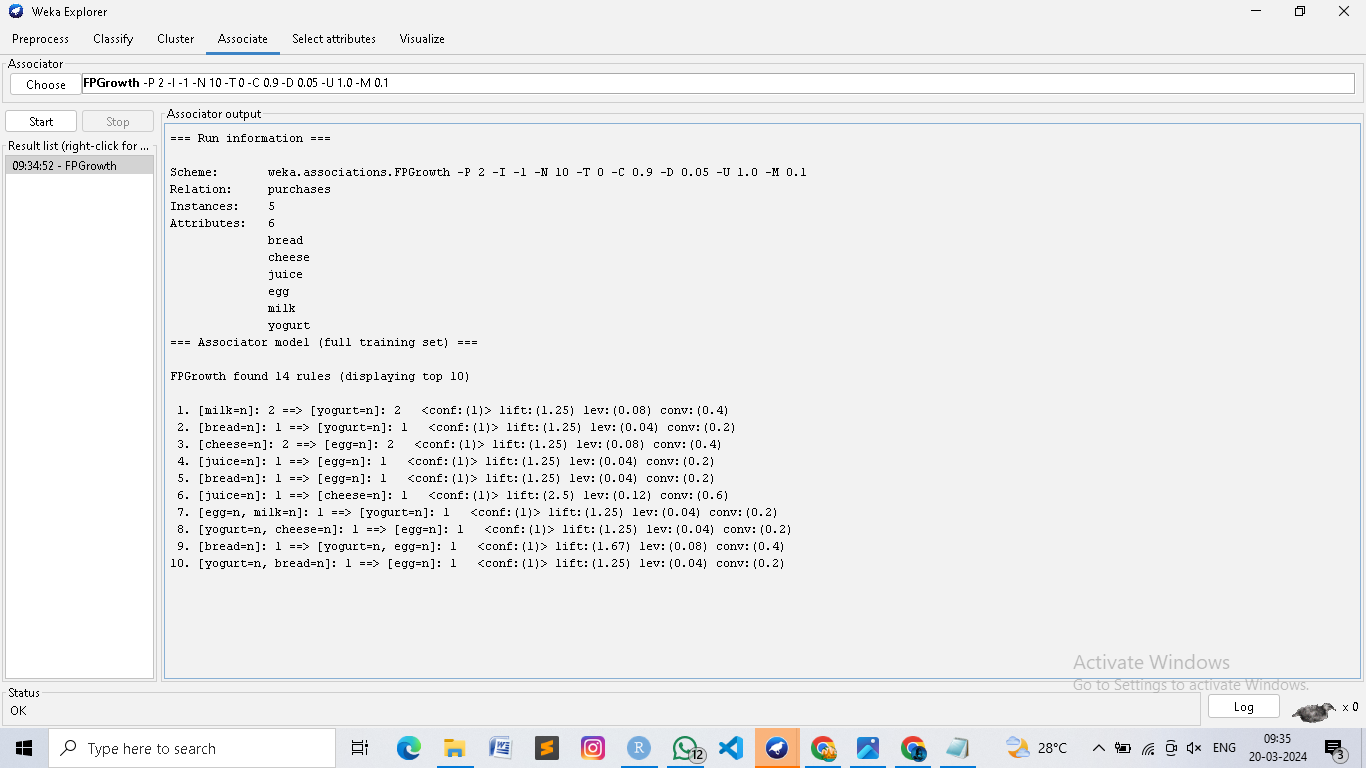 Weka Explorer
Preprocess Classify Cluster Associate Select attributes Visualize
Associator
Choose FPGrowth -P 2 -I -1 -N 10 -T 0 -C 0.9 -D 0.05 -U 1.0 -M 0.1
Start Stop
Result list (right-click for ...
09:34:52 - FPGrowth
Associator output
=== Run information ===
Scheme: weka.associations.FPGrowth -P 2 -I -1 -N 10 -T 0 -C 0.9 -D 0.05 -U 1.0 -M 0.1
Relation: purchases
Instances: 5
Attributes: 6
bread
cheese
juice
egg
milk
yogurt
=== Associator model (full training set) ===
FPGrowth found 14 rules (displaying top 10)
1. [milk=n]: 2 ==> [yogurt=n]: 2 <conf:(1)> lift:(1.25) lev:(0.08) conv:(0.4)
2. [bread=n]: 1 ==> [yogurt=n]: 1 <conf:(1)> lift:(1.25) lev:(0.04) conv:(0.2)
3. [cheese=n]: 2 ==> [egg=n]: 2 <conf:(1)> lift:(1.25) lev:(0.08) conv:(0.4)
4. [juice=n]: 1 ==> [egg=n]: 1 <conf:(1)> lift:(1.25) lev:(0.04) conv:(0.2)
5. [bread=n]: 1 ==> [egg=n]: 1 <conf:(1)> lift:(1.25) lev:(0.04) conv:(0.2)
6. [juice=n]: 1 ==> [cheese=n]: 1 <conf:(1)> lift:(2.5) lev:(0.12) conv:(0.6)
7. [egg=n, milk=n]: 1 ==> [yogurt=n]: 1 <conf:(1)> lift:(1.25) lev:(0.04) conv:(0.2)
8. [yogurt=n, cheese=n]: 1 ==> [egg=n]: 1 <conf:(1)> lift:(1.25) lev:(0.04) conv:(0.2)
9. [bread=n]: 1 ==> [yogurt=n, egg=n]: 1 <conf:(1)> lift:(1.67) lev:(0.08) conv:(0.4)
10. [yogurt=n, bread=n]: 1 ==> [egg=n]: 1 <conf:(1)> lift:(1.25) lev:(0.04) conv:(0.2)
Activate Windows
Go to Settings to activate Windows.
Status
OK
Log
x 0
Type here to search
R
12
28°C
ENG
09:35
20-03-2024
3